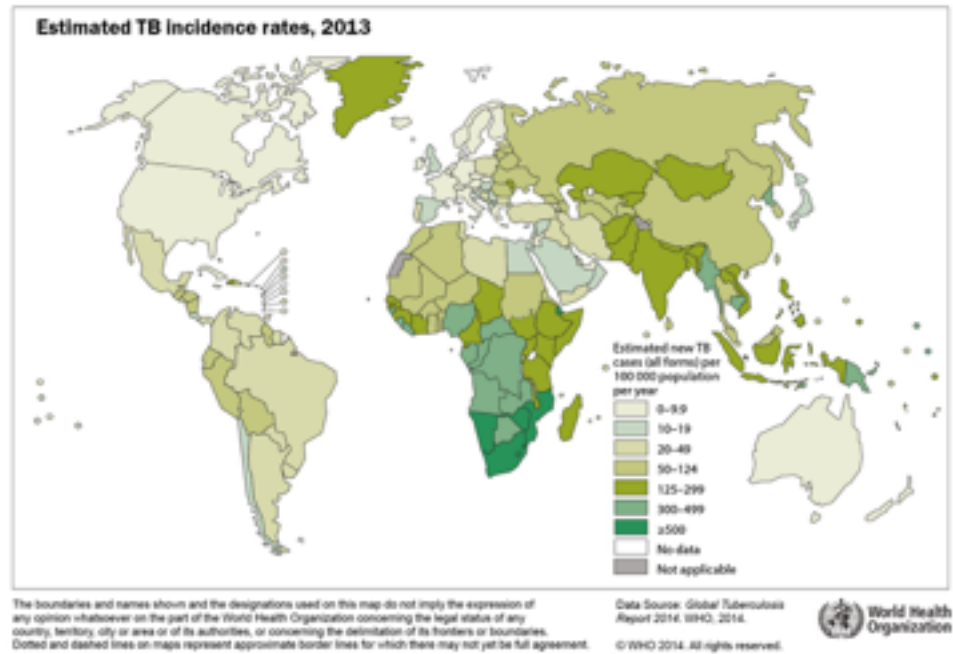 Estimated TB incidence rates, 2013
Estimated new TB
cases (all forms) per
100 000 population
per year
0–9.9
10–19
20–49
50–124
125–299
300–499
≥500
No data
Not applicable
The boundaries and names shown and the designations used on this map do not imply the expression of
any opinion whatsoever on the part of the World Health Organization concerning the legal status of any
country, territory, city or area or of its authorities, or concerning the delimitation of its frontiers or boundaries.
Dotted and dashed lines on maps represent approximate border lines for which there may not yet be full agreement.
Data Source: Global Tuberculosis
Report 2014. WHO, 2014.
© WHO 2014. All rights reserved.
World Health
Organization